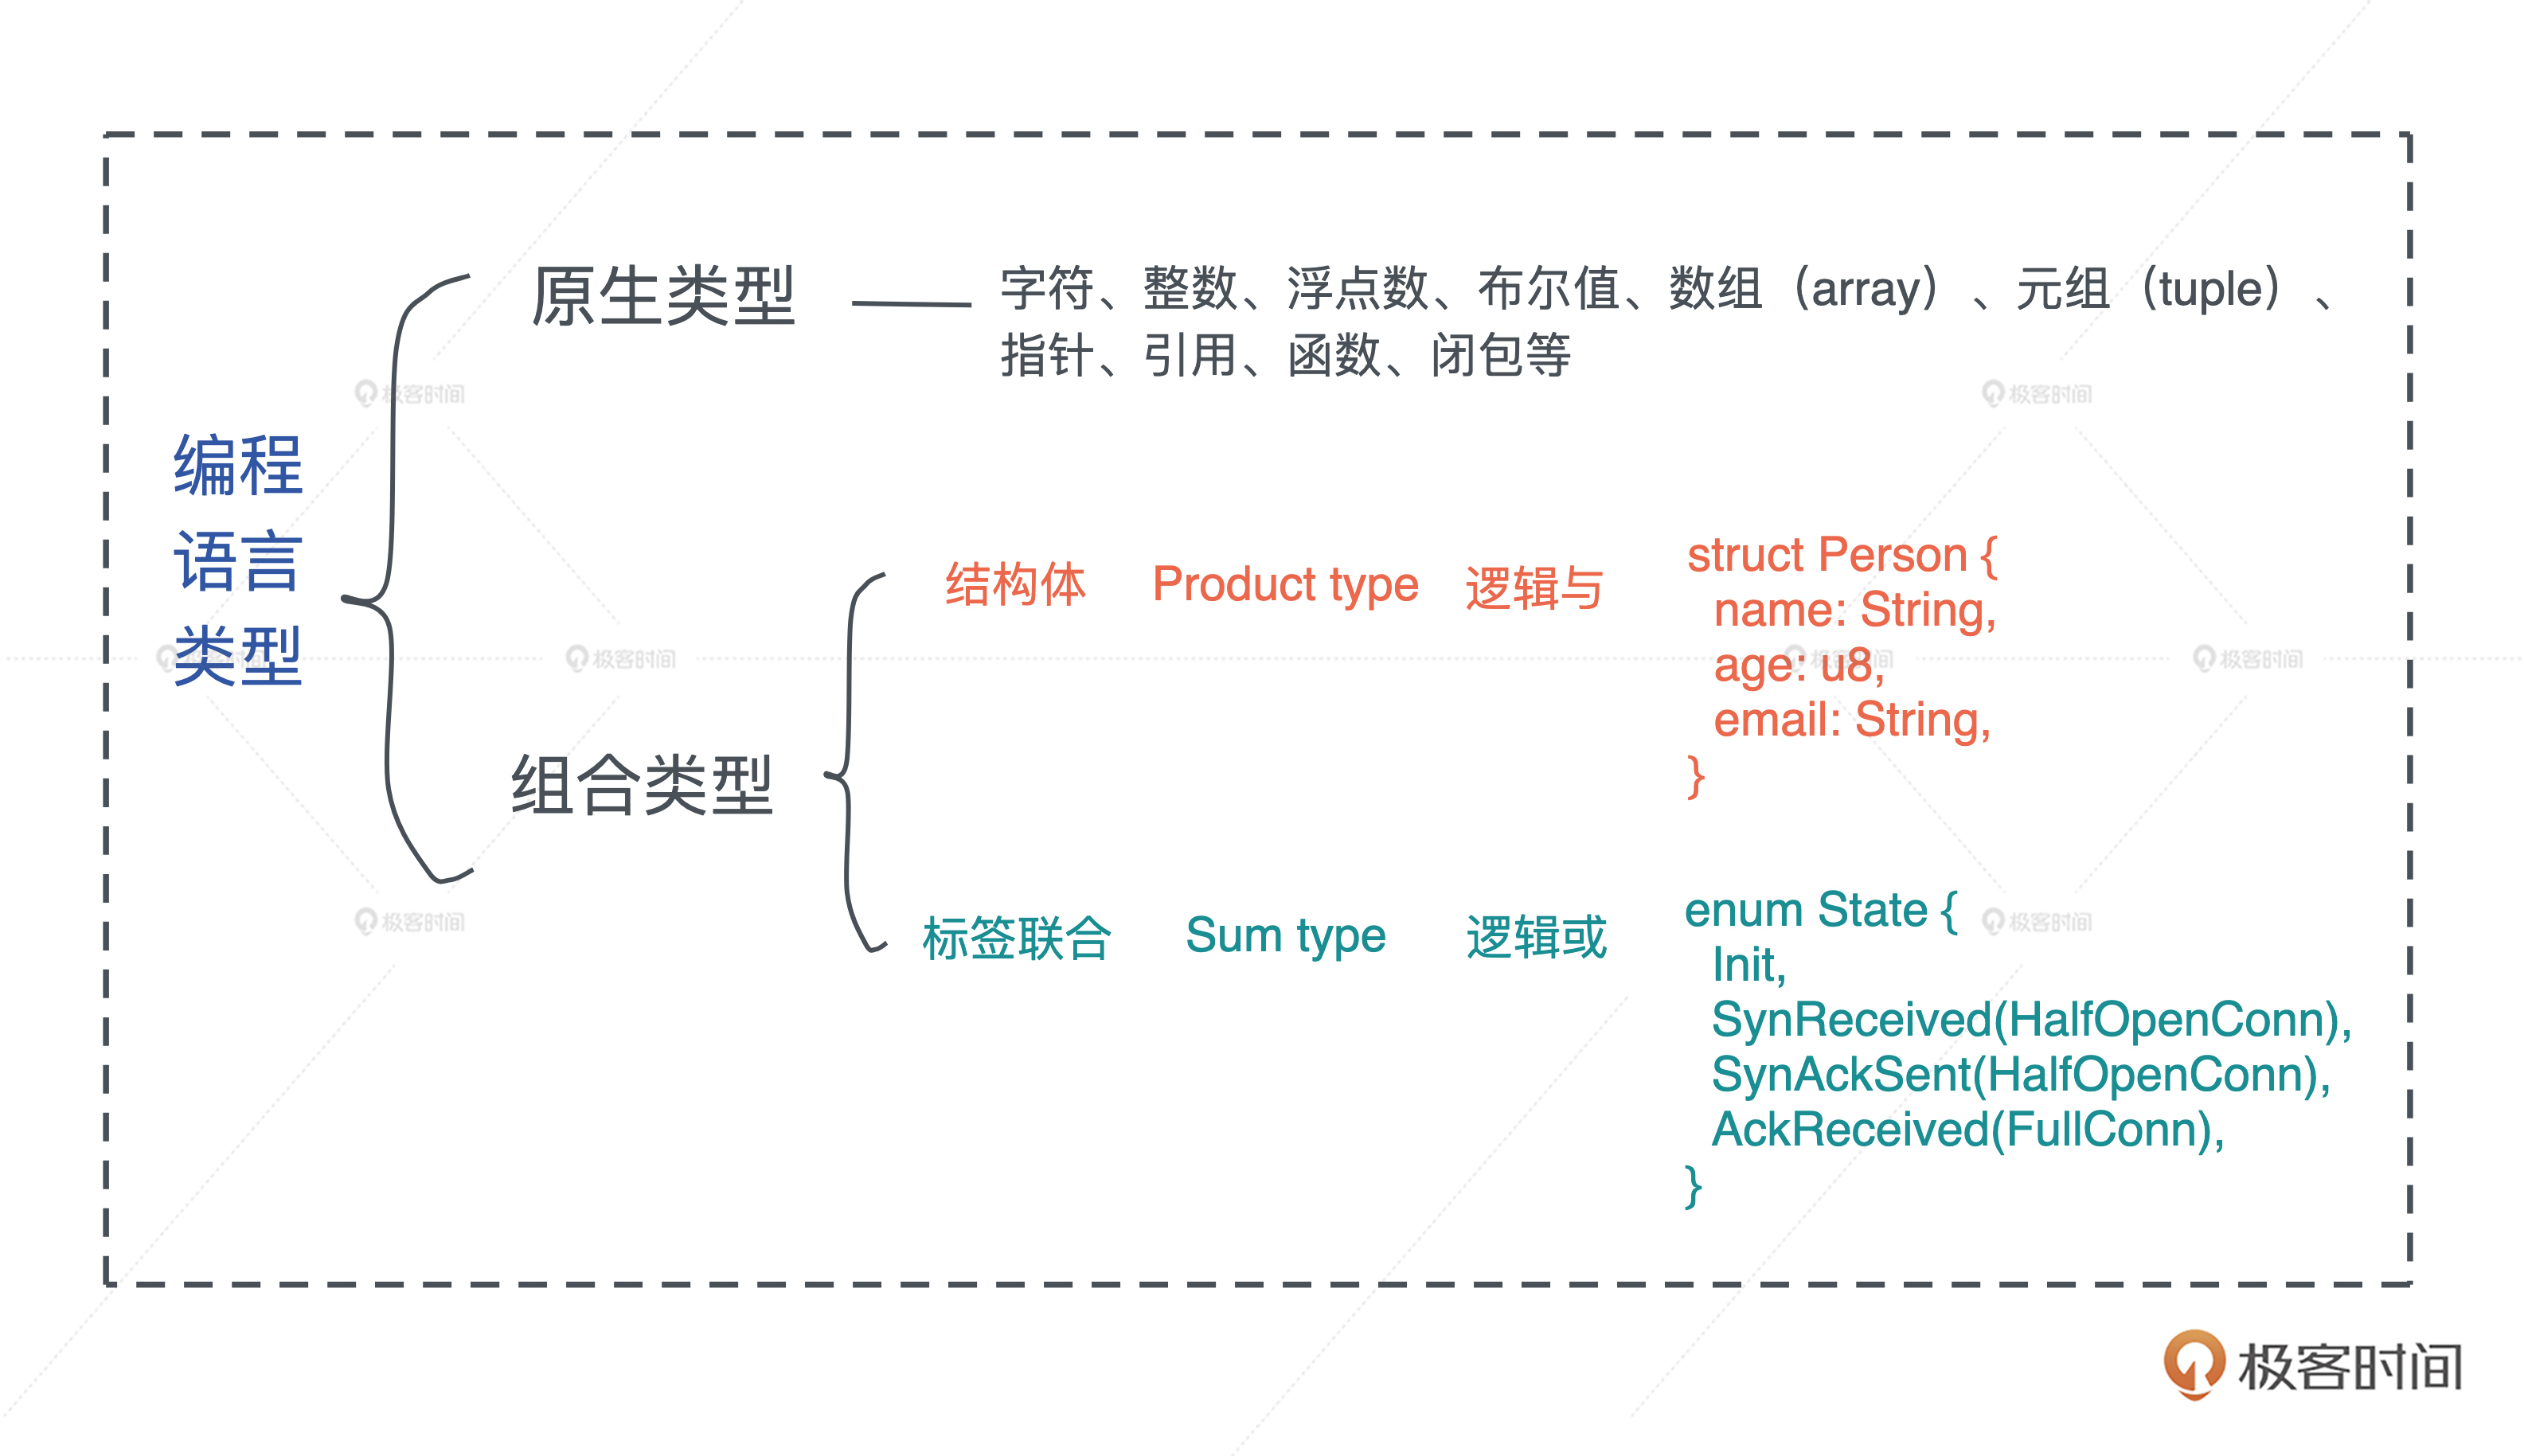 编程
语言
类型
原生类型
字符、整数、浮点数、布尔值、数组（array）、元组（tuple）、
指针、引用、函数、闭包等
组合类型
结构体 Product type 逻辑与
struct Person {
name: String,
age: u8,
email: String,
}
标签联合 Sum type 逻辑或
enum State {
Init,
SynReceived(HalfOpenConn),
SynAckSent(HalfOpenConn),
AckReceived(FullConn),
}
极客时间
极客时间
极客时间
极客时间
极客时间
极客时间
极客时间
极客时间
极客时间